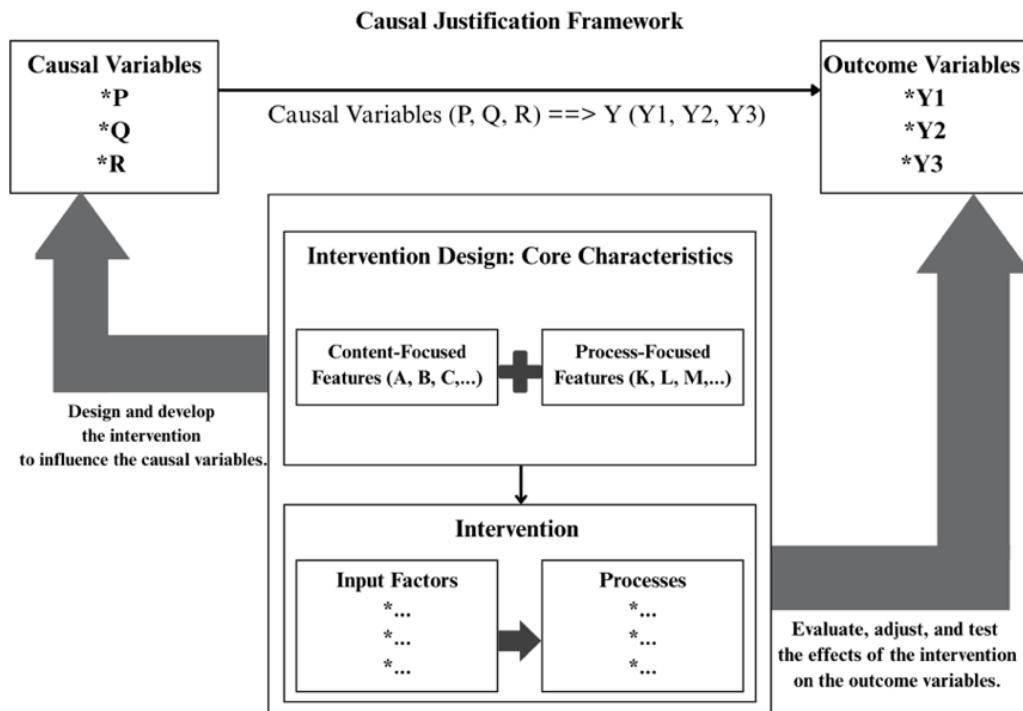 Causal Justification Framework
Causal Variables
*P
*Q
*R
Causal Variables (P, Q, R) ==> Y (Y1, Y2, Y3)
Outcome Variables
*Y1
*Y2
*Y3
Intervention Design: Core Characteristics
Content-Focused
Features (A, B, C,...)
Process-Focused
Features (K, L, M,...)
Design and develop
the intervention
to influence the causal variables.
Intervention
Input Factors
*...
*...
*...
Processes
*...
*...
*...
Evaluate, adjust, and test
the effects of the intervention
on the outcome variables.